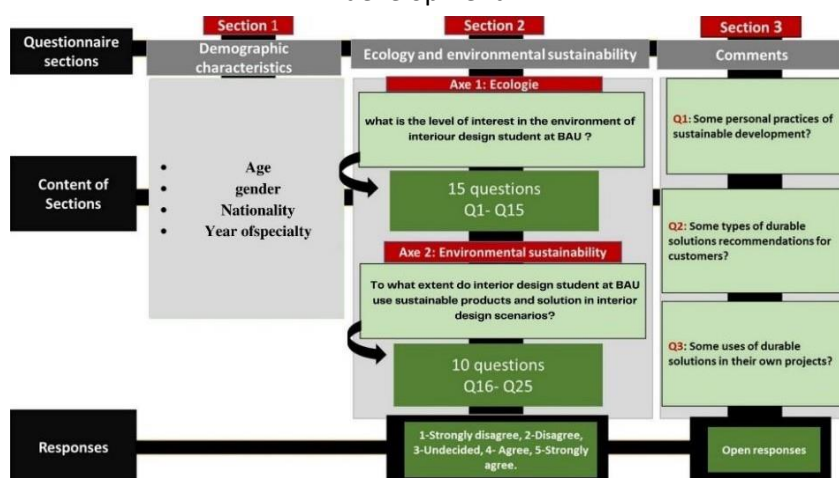 Section 1
Section 2
Section 3
Questionnaire
sections
Demographic
characteristics
Ecology and environmental sustainability
Comments
Content of
Sections
• Age
• gender
• Nationality
• Year ofspecialty
Axe 1: Ecologie
what is the level of interest in the environment of
interiour design student at BAU ?
15 questions
Q1- Q15
Axe 2: Environmental sustainability
To what extent do interior design student at BAU
use sustainable products and solution in interior
design scenarios?
10 questions
Q16- Q25
Q1: Some personal practices of
sustainable development?
Q2: Some types of durable
solutions recommendations for
customers?
Q3: Some uses of durable
solutions in their own projects?
Responses
1-Strongly disagree, 2-Disagree,
3-Undecided, 4- Agree, 5-Strongly
agree.
Open responses